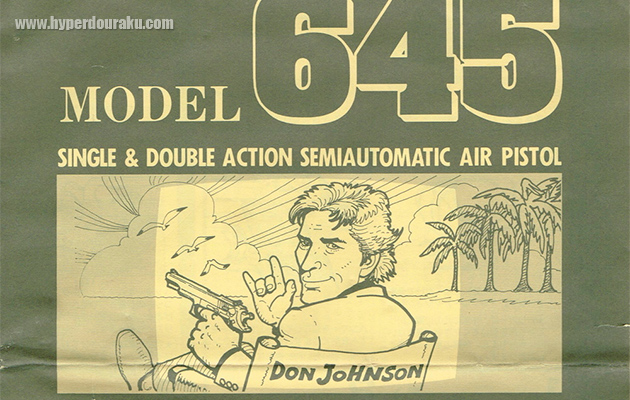 www.hyperdouraku.com
MODEL 645
SINGLE & DOUBLE ACTION SEMIAUTOMATIC AIR PISTOL
DON JOHNSON